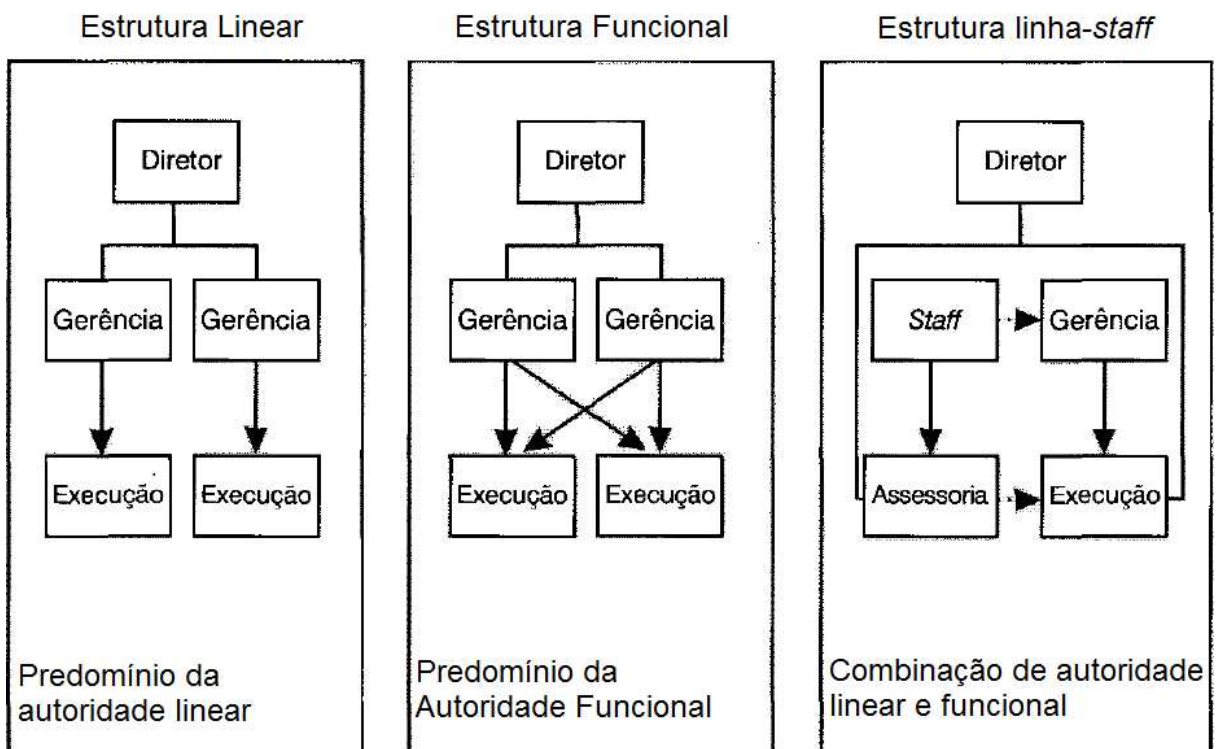 Estrutura Linear
Diretor
Gerência Gerência
Execução Execução
Predomínio da
autoridade linear
Estrutura Funcional
Diretor
Gerência Gerência
Execução Execução
Predomínio da
Autoridade Funcional
Estrutura linha-staff
Diretor
Staff Gerência
Assessoria Execução
Combinação de autoridade
linear e funcional